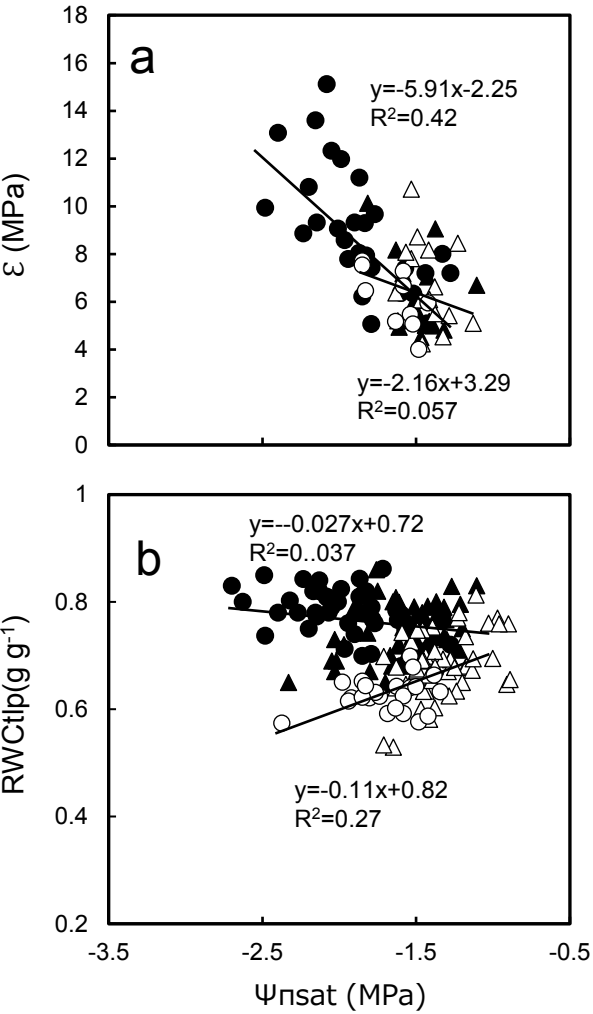 18
16
14
12
10
8
6
4
2
0
ε (MPa)
a
y=-5.91x-2.25
R²=0.42
y=-2.16x+3.29
R²=0.057
1
0.8
0.6
0.4
0.2
RWCtlp(g g⁻¹)
b
y=--0.027x+0.72
R²=0..037
y=-0.11x+0.82
R²=0.27
-3.5 -2.5 -1.5 -0.5
Ψπsat (MPa)